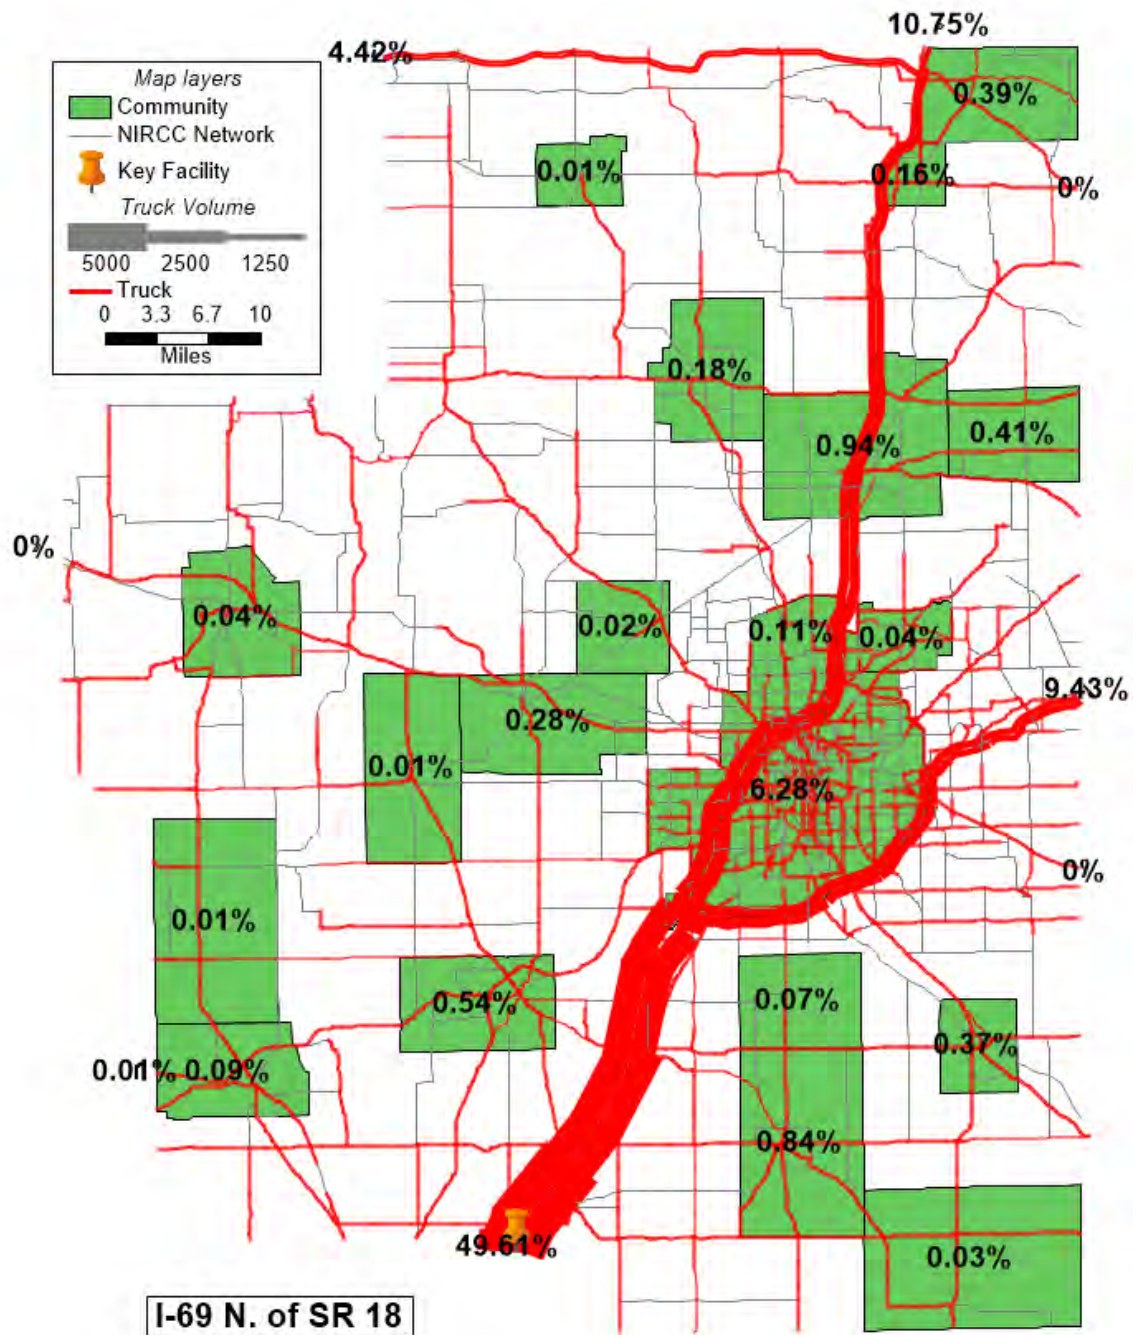 10.75%
4.42%
Map layers
Community
NIRCC Network
Key Facility
Truck Volume
5000 2500 1250
Truck
0 3.3 6.7 10
Miles
0.39%
0.01%
0.16%
0%
0.18%
0.94%
0.41%
0%
0.04%
0.02%
0.11%
0.04%
9.43%
0.28%
0.01%
6.28%
0%
0.01%
0.54%
0.07%
0.37%
0.01% 0.09%
0.84%
49.61%
0.03%
I-69 N. of SR 18